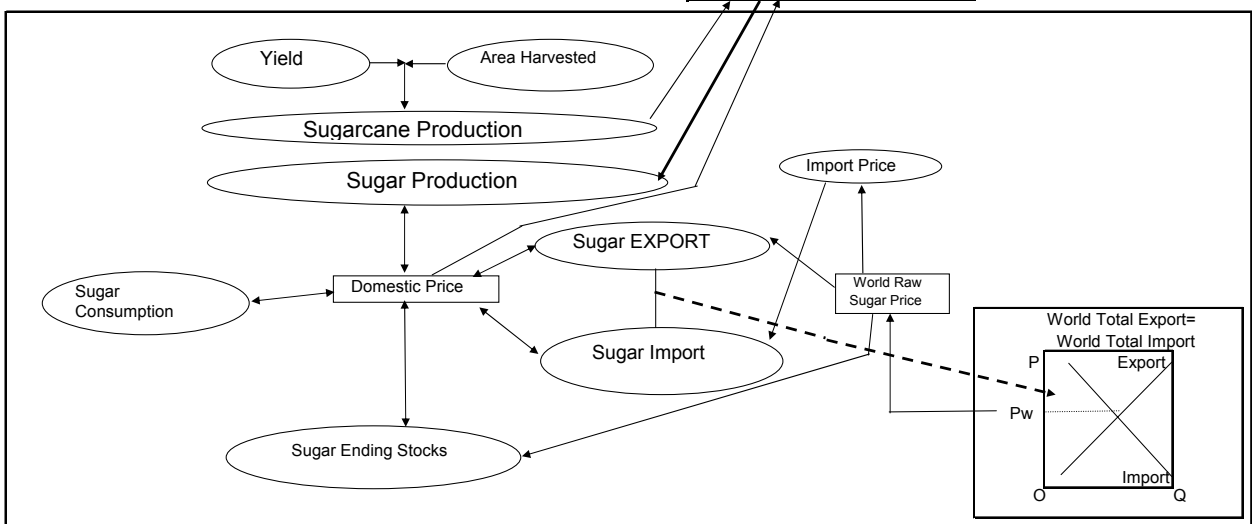 Yield
Area Harvested
Sugarcane Production
Sugar Production
Import Price
Sugar EXPORT
Domestic Price
World Raw
Sugar Price
Sugar
Consumption
Sugar Import
Sugar Ending Stocks
World Total Export=
World Total Import
P
Export
Pw
Import
O
Q